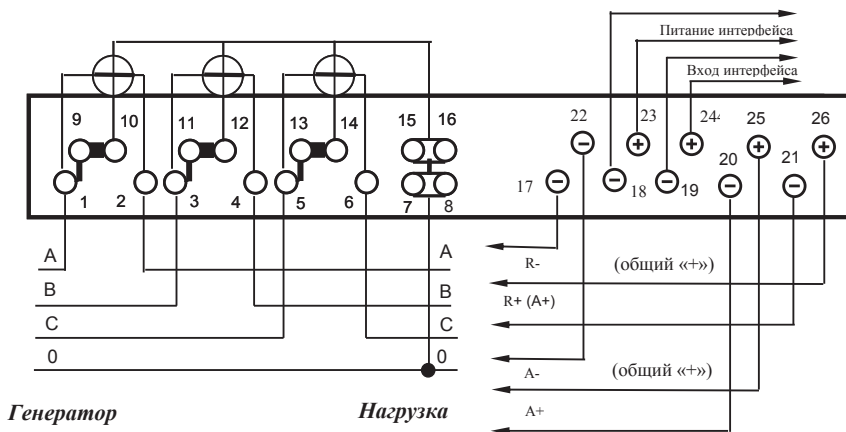 Питание интерфейса
Вход интерфейса
9 10 11 12 13 14 15 16 22 23 24 25 26
1 2 3 4 5 6 7 8 17 18 19 20 21
A A
B B
C C
0 0
R-
(общий «+»)
R+ (A+)
A-
(общий «+»)
A+
Генератор Нагрузка